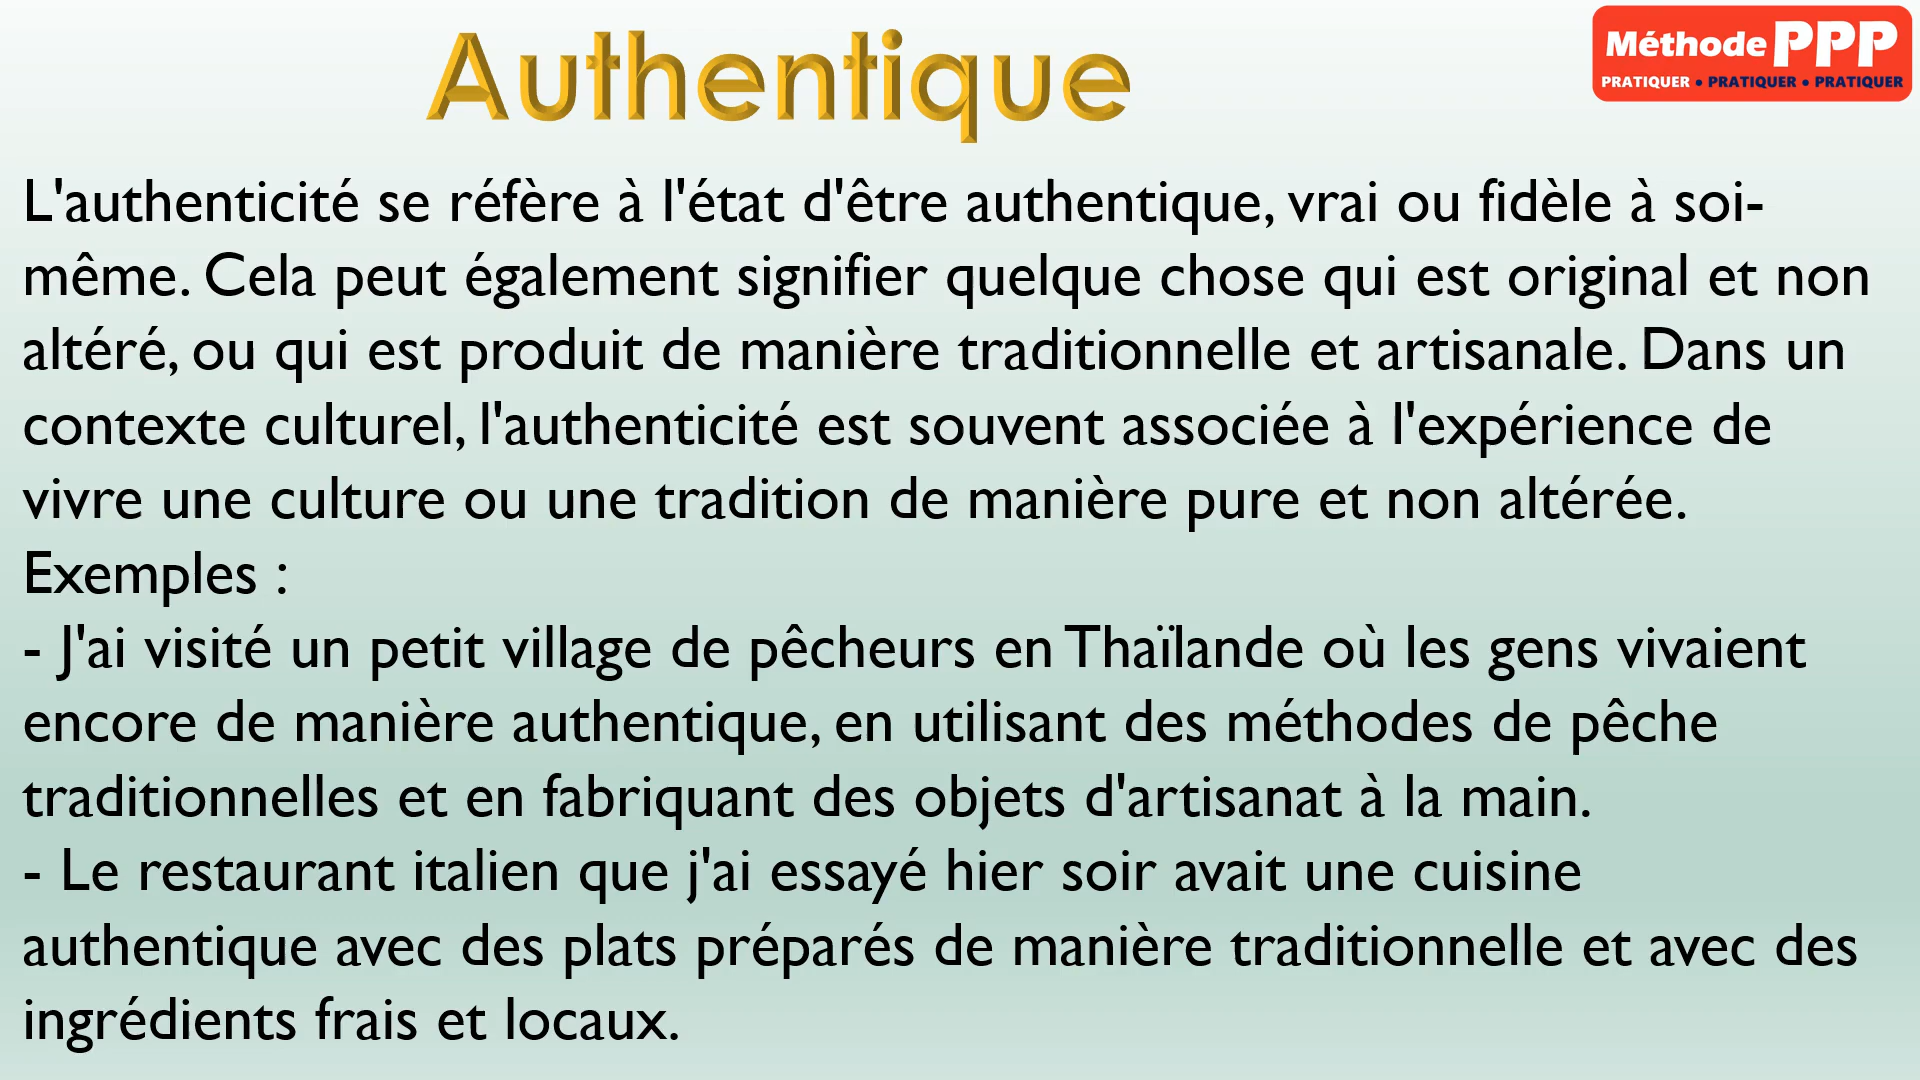 Authentique
Méthode PPP
PRATIQUER • PRATIQUER • PRATIQUER
L'authenticité se réfère à l'état d'être authentique, vrai ou fidèle à soi-
même. Cela peut également signifier quelque chose qui est original et non
altéré, ou qui est produit de manière traditionnelle et artisanale. Dans un
contexte culturel, l'authenticité est souvent associée à l'expérience de
vivre une culture ou une tradition de manière pure et non altérée.
Exemples :
- J'ai visité un petit village de pêcheurs en Thaïlande où les gens vivaient
encore de manière authentique, en utilisant des méthodes de pêche
traditionnelles et en fabriquant des objets d'artisanat à la main.
- Le restaurant italien que j'ai essayé hier soir avait une cuisine
authentique avec des plats préparés de manière traditionnelle et avec des
ingrédients frais et locaux.